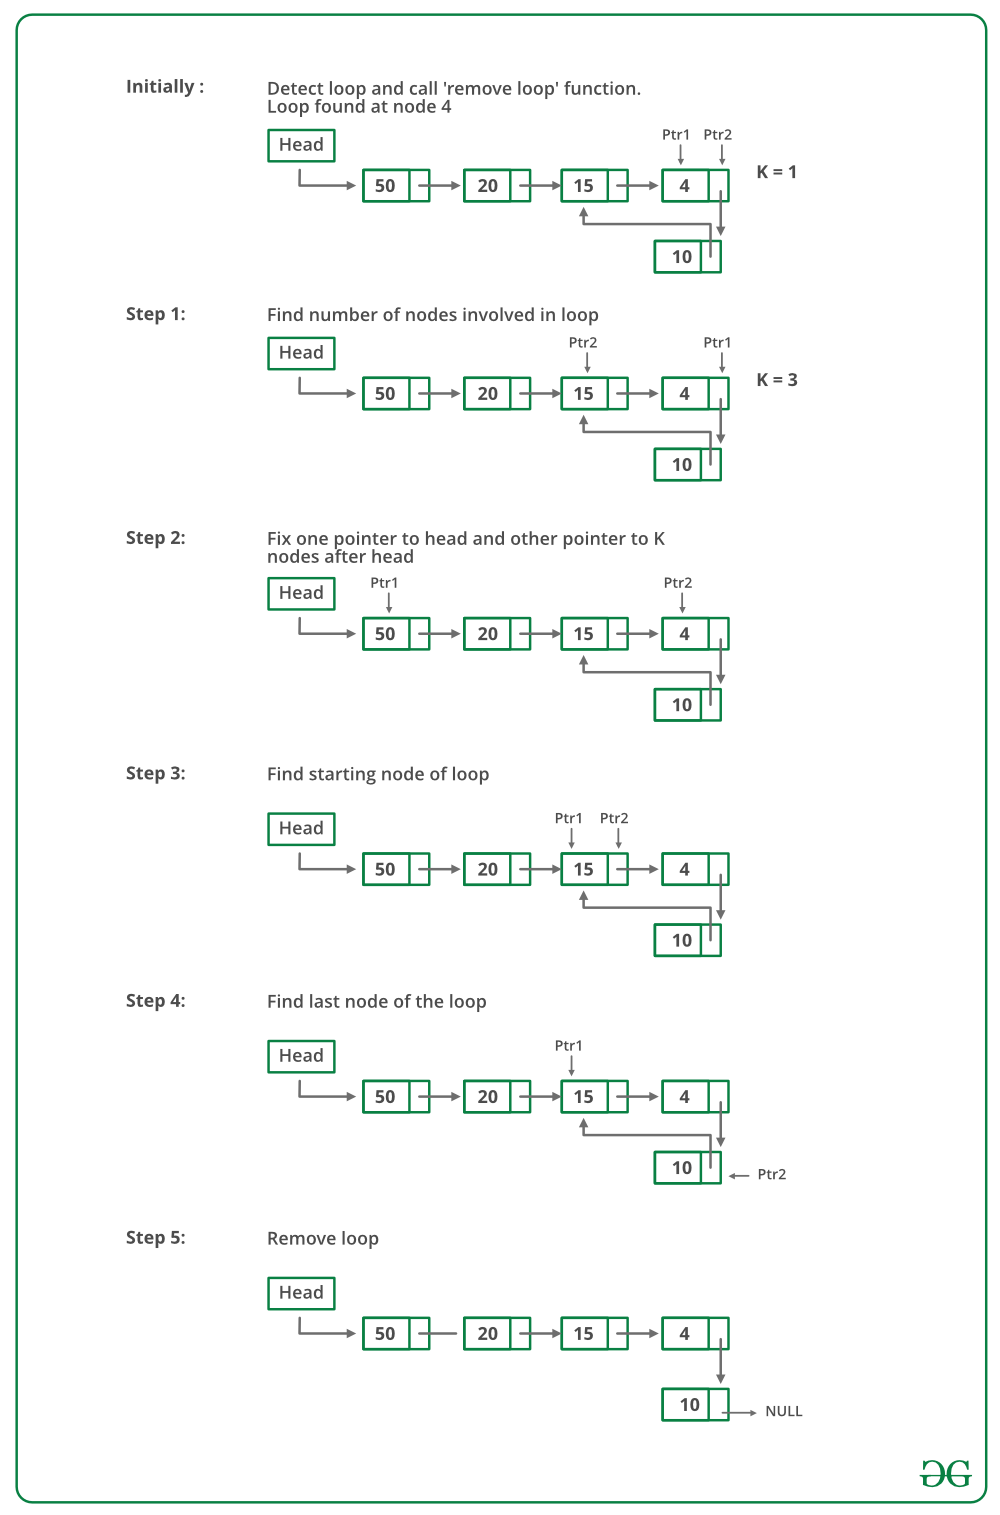 Initially :
Detect loop and call 'remove loop' function.
Loop found at node 4
Head
Ptr1 Ptr2
50 20 15 4
K = 1
10
Step 1:
Find number of nodes involved in loop
Head
Ptr2 Ptr1
50 20 15 4
K = 3
10
Step 2:
Fix one pointer to head and other pointer to K
nodes after head
Head
Ptr1 Ptr2
50 20 15 4
10
Step 3:
Find starting node of loop
Head
Ptr1 Ptr2
50 20 15 4
10
Step 4:
Find last node of the loop
Head
Ptr1
50 20 15 4
10
Ptr2
Step 5:
Remove loop
Head
50 20 15 4
10
NULL